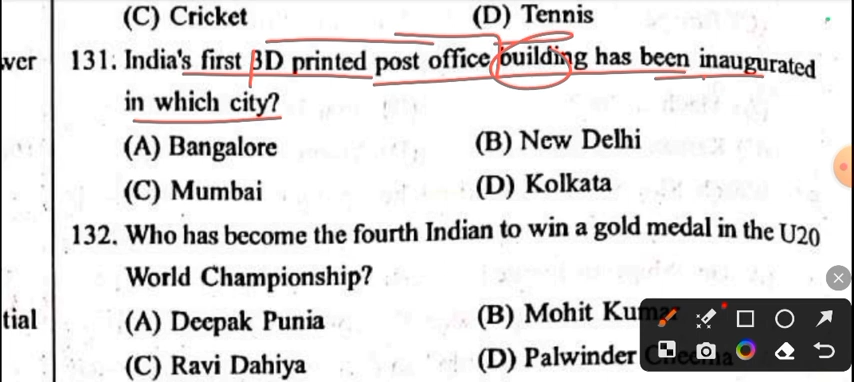 (C) Cricket (D) Tennis
wer 131. India's first 3D printed post office building has been inaugurated
in which city?
(A) Bangalore (B) New Delhi
(C) Mumbai (D) Kolkata
132. Who has become the fourth Indian to win a gold medal in the U20
World Championship?
tial (A) Deepak Punia (B) Mohit Kumar
(C) Ravi Dahiya (D) Palwinder Cheema